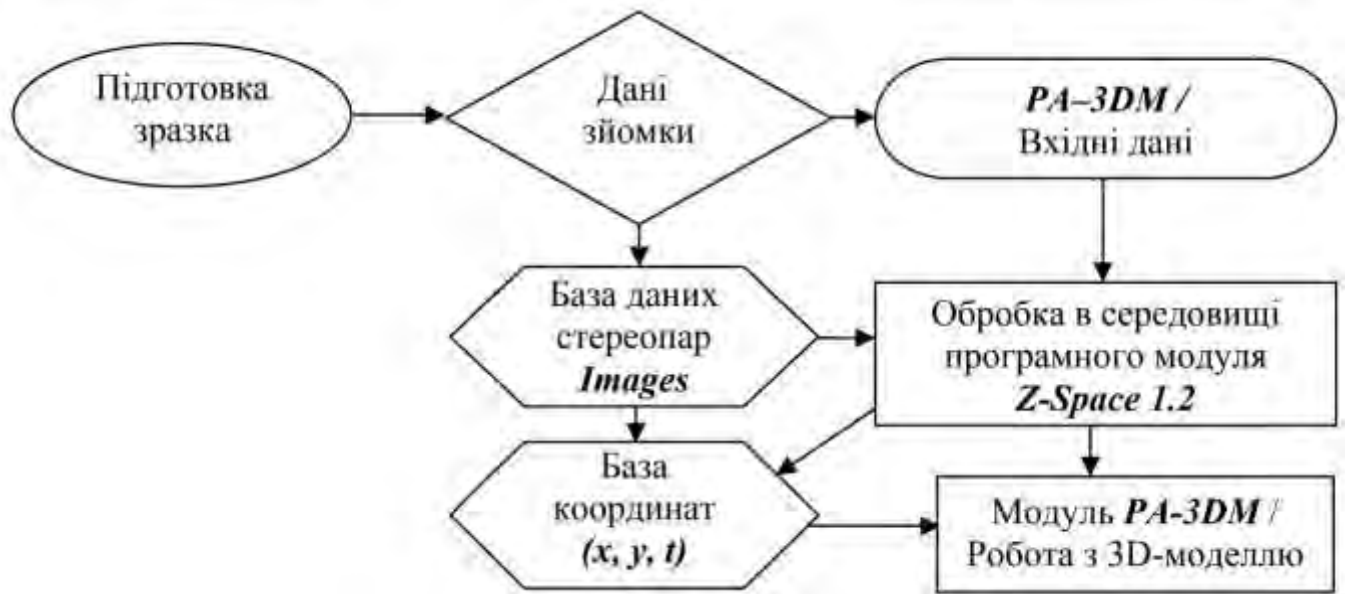 Підготовка
зразка
Дані
зйомки
PA–3DM /
Вхідні дані
База даних
стереопар
Images
Обробка в середовищі
програмного модуля
Z-Space 1.2
База
координат
(x, y, t)
Модуль PA-3DM /
Робота з 3D-моделлю